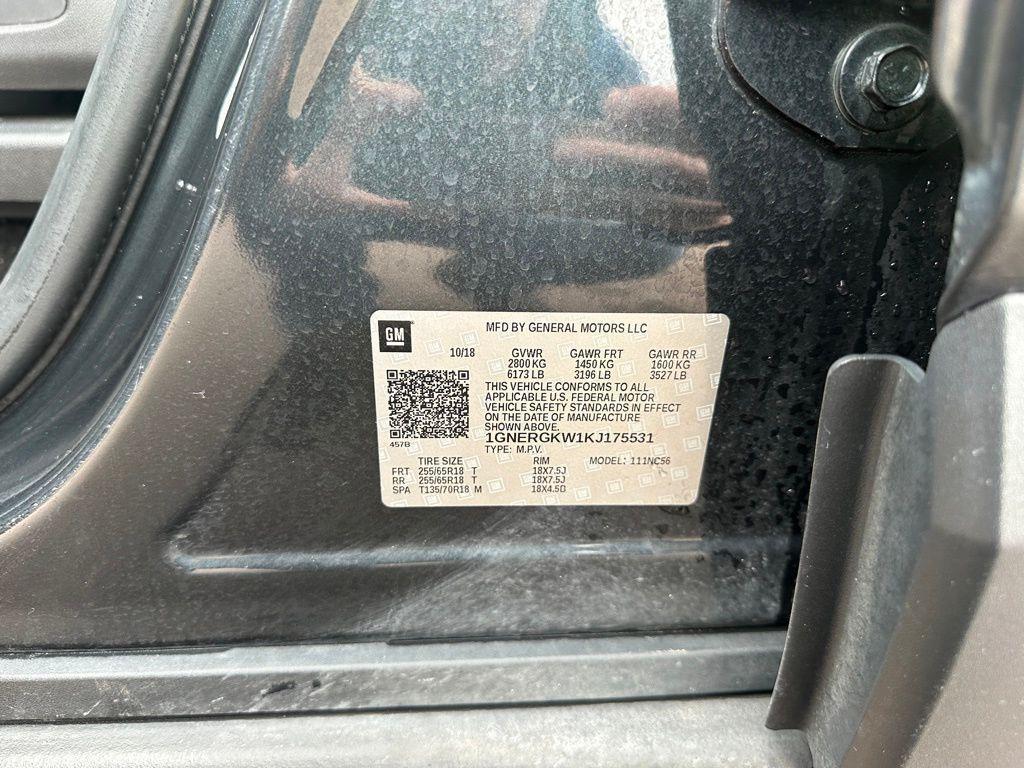 GM
MFD BY GENERAL MOTORS LLC
10/18 GVWR GAWR FRT GAWR RR
2800 KG 1450 KG 1600 KG
6173 LB 3196 LB 3527 LB
THIS VEHICLE CONFORMS TO ALL
APPLICABLE U.S. FEDERAL MOTOR
VEHICLE SAFETY STANDARDS IN EFFECT
ON THE DATE OF MANUFACTURE
SHOWN ABOVE.
457B
1GNERGKW1KJ175531
TYPE: M.P.V.
TIRE SIZE RIM MODEL: 111NC56
FRT 255/65R18 T 18X7.5J
RR 255/65R18 T 18X7.5J
SPA T135/70R18 M 18X4.5D